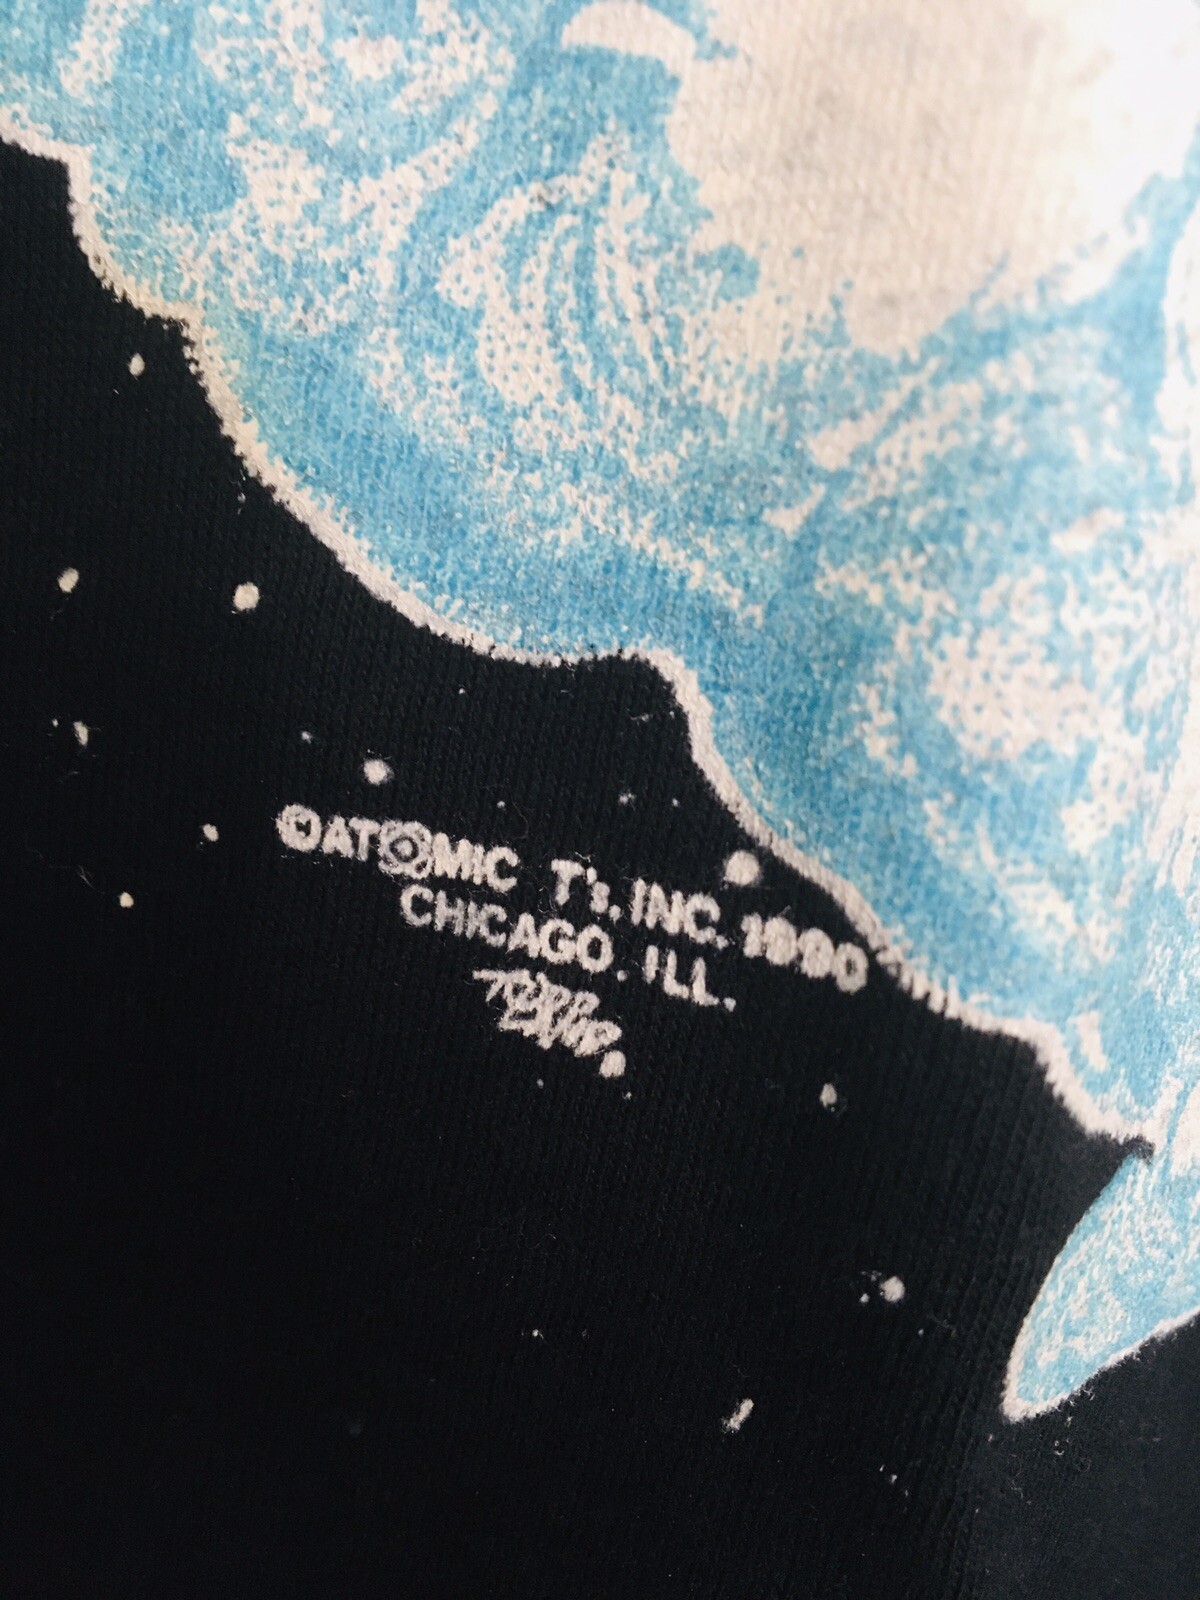 ©ATOMIC T's, INC. 1990
CHICAGO. ILL.